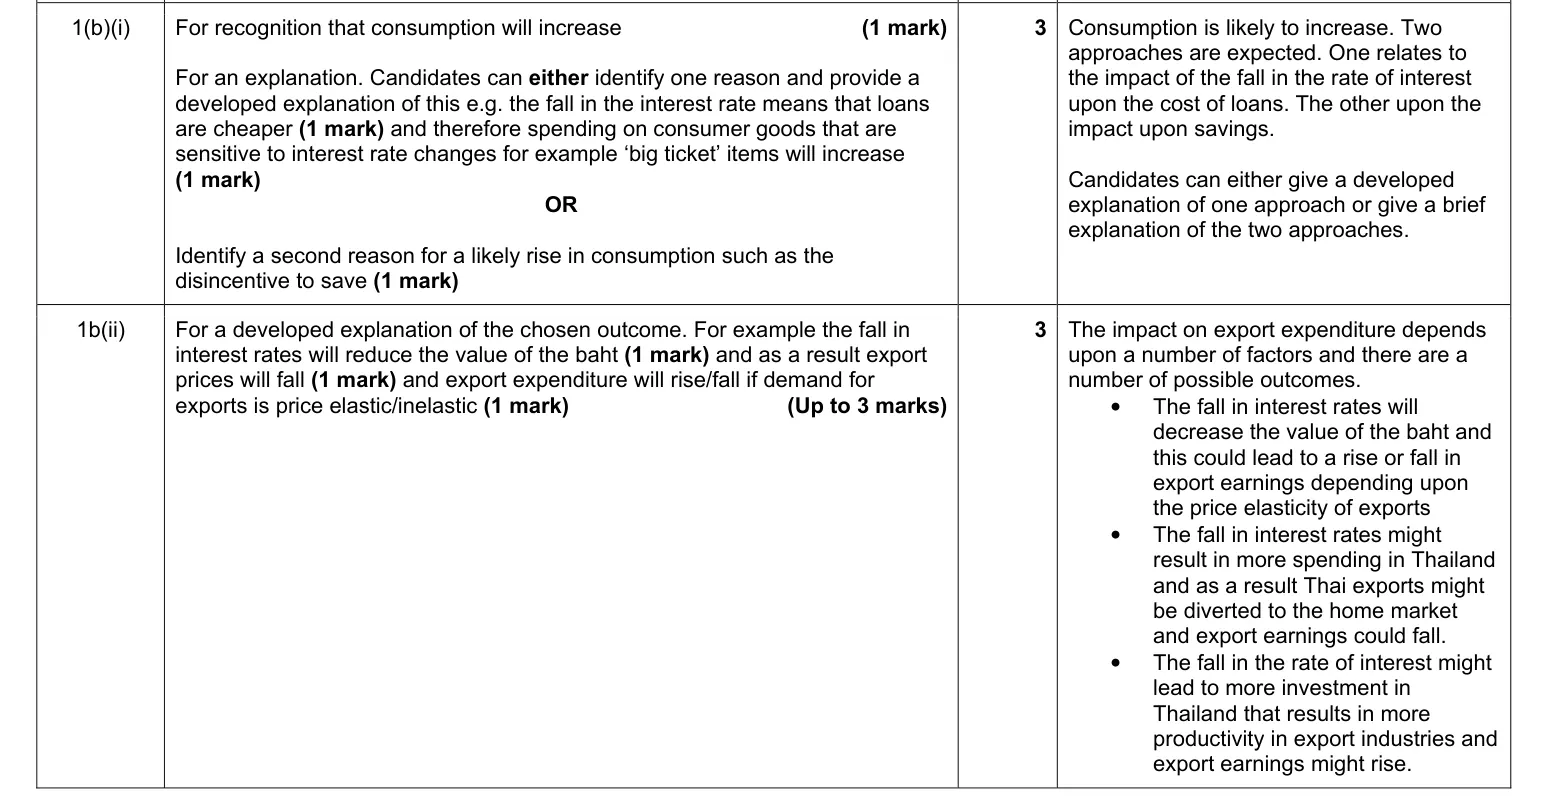 1(b)(i)
For recognition that consumption will increase (1 mark)
For an explanation. Candidates can either identify one reason and provide a
developed explanation of this e.g. the fall in the interest rate means that loans
are cheaper (1 mark) and therefore spending on consumer goods that are
sensitive to interest rate changes for example ‘big ticket’ items will increase
(1 mark)
OR
Identify a second reason for a likely rise in consumption such as the
disincentive to save (1 mark)
3
Consumption is likely to increase. Two
approaches are expected. One relates to
the impact of the fall in the rate of interest
upon the cost of loans. The other upon the
impact upon savings.
Candidates can either give a developed
explanation of one approach or give a brief
explanation of the two approaches.
1b(ii)
For a developed explanation of the chosen outcome. For example the fall in
interest rates will reduce the value of the baht (1 mark) and as a result export
prices will fall (1 mark) and export expenditure will rise/fall if demand for
exports is price elastic/inelastic (1 mark) (Up to 3 marks)
3
The impact on export expenditure depends
upon a number of factors and there are a
number of possible outcomes.
• The fall in interest rates will
decrease the value of the baht and
this could lead to a rise or fall in
export earnings depending upon
the price elasticity of exports
• The fall in interest rates might
result in more spending in Thailand
and as a result Thai exports might
be diverted to the home market
and export earnings could fall.
• The fall in the rate of interest might
lead to more investment in
Thailand that results in more
productivity in export industries and
export earnings might rise.